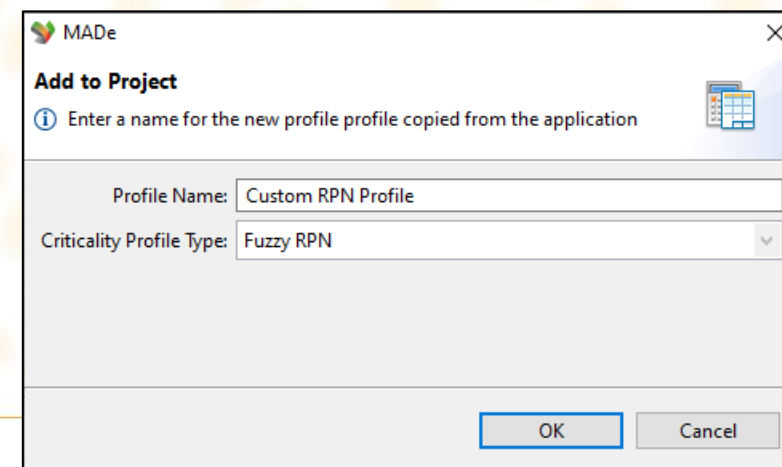 MADe
Add to Project
Enter a name for the new profile profile copied from the application
Profile Name: Custom RPN Profile
Criticality Profile Type: Fuzzy RPN
OK Cancel